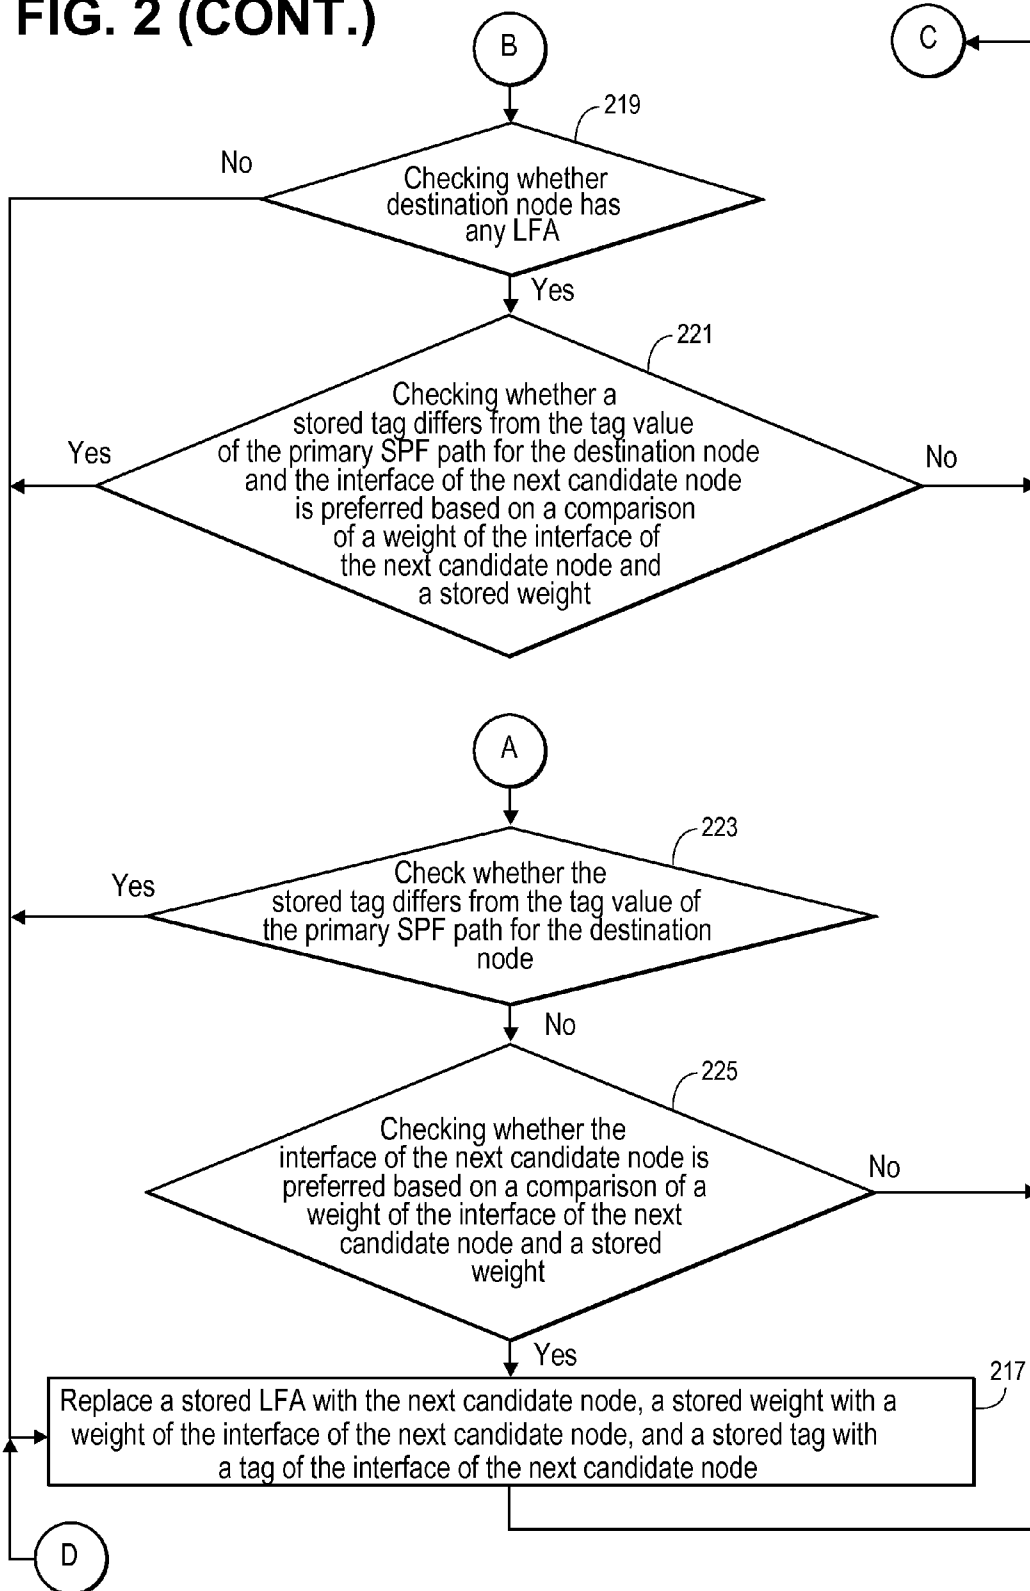 FIG. 2 (CONT.)
B
C
219
No
Checking whether
destination node has
any LFA
Yes
221
Checking whether a
stored tag differs from the tag value
of the primary SPF path for the destination node
and the interface of the next candidate node
is preferred based on a comparison
of a weight of the interface of
the next candidate node and
a stored weight
Yes
No
A
223
Check whether the
stored tag differs from the tag value of
the primary SPF path for the destination
node
Yes
No
225
Checking whether the
interface of the next candidate node is
preferred based on a comparison of a
weight of the interface of the next
candidate node and a stored
weight
No
Yes
217
Replace a stored LFA with the next candidate node, a stored weight with a
weight of the interface of the next candidate node, and a stored tag with
a tag of the interface of the next candidate node
D